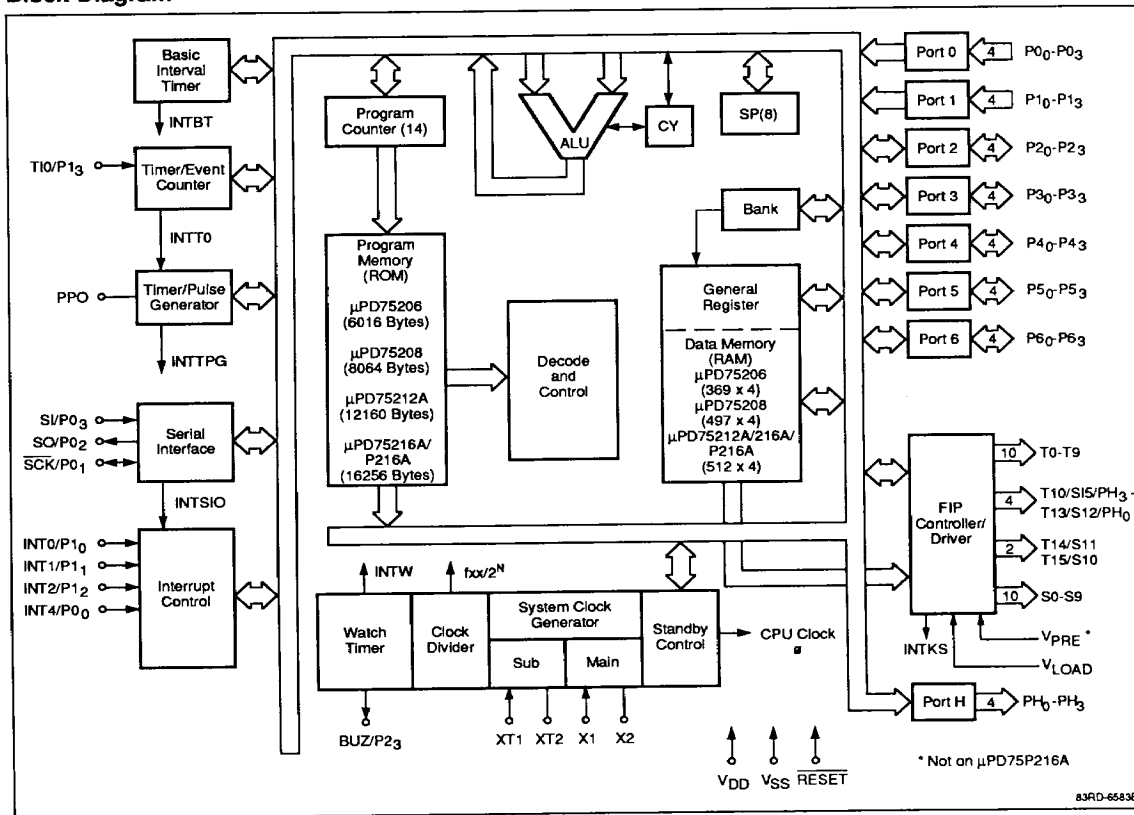 Block Diagram
Basic
Interval
Timer
INTBT
TI0/P1₃
Timer/Event
Counter
INTT0
PPO
Timer/Pulse
Generator
INTTPG
SI/P0₃
SO/P0₂
S̅C̅K̅/P0₁
Serial
Interface
INTSIO
INT0/P1₀
INT1/P1₁
INT2/P1₂
INT4/P0₀
Interrupt
Control
Program
Counter (14)
ALU
CY
SP(8)
Bank
Program
Memory
(ROM)
μPD75206
(6016 Bytes)
μPD75208
(8064 Bytes)
μPD75212A
(12160 Bytes)
μPD75216A/
P216A
(16256 Bytes)
Decode
and
Control
General
Register
Data Memory
(RAM)
μPD75206
(369 x 4)
μPD75208
(497 x 4)
μPD75212A/216A/
P216A
(512 x 4)
INTW
fxx/2ᴺ
Watch
Timer
Clock
Divider
System Clock
Generator
Sub
Main
Standby
Control
CPU Clock
ø
BUZ/P2₃
XT1
XT2
X1
X2
V_DD
V_SS
R̅E̅S̅E̅T̅
Port 0 4 P0₀-P0₃
Port 1 4 P1₀-P1₃
Port 2 4 P2₀-P2₃
Port 3 4 P3₀-P3₃
Port 4 4 P4₀-P4₃
Port 5 4 P5₀-P5₃
Port 6 4 P6₀-P6₃
FIP
Controller/
Driver
10 T0-T9
4 T10/SI5/PH₃ -
T13/S12/PH₀
2 T14/S11
T15/S10
10 S0-S9
INTKS
V_PRE *
V_LOAD
Port H 4 PH₀-PH₃
* Not on μPD75P216A
83RD-6583B